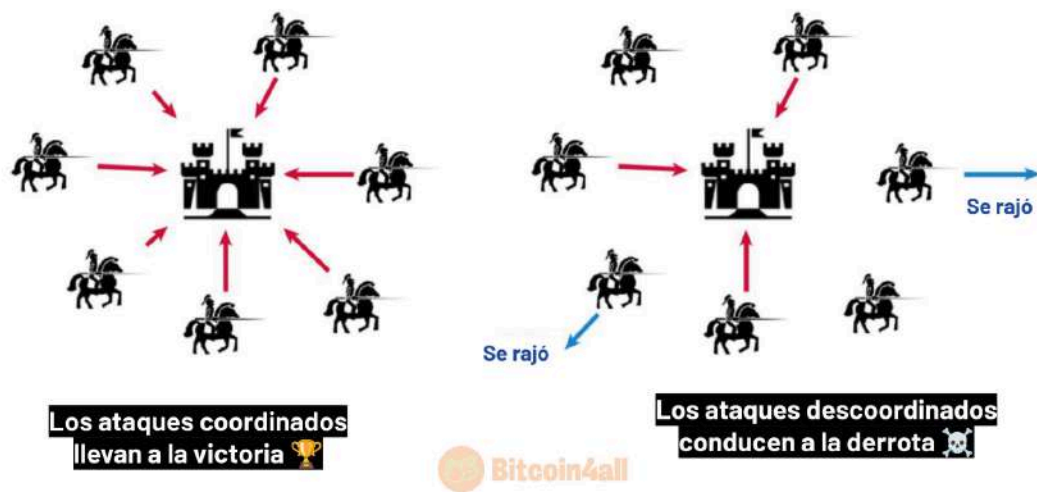 Se rajó
Se rajó
Los ataques coordinados
llevan a la victoria 🏆
Los ataques descoordinados
conducen a la derrota ☠️
Bitcoin4all